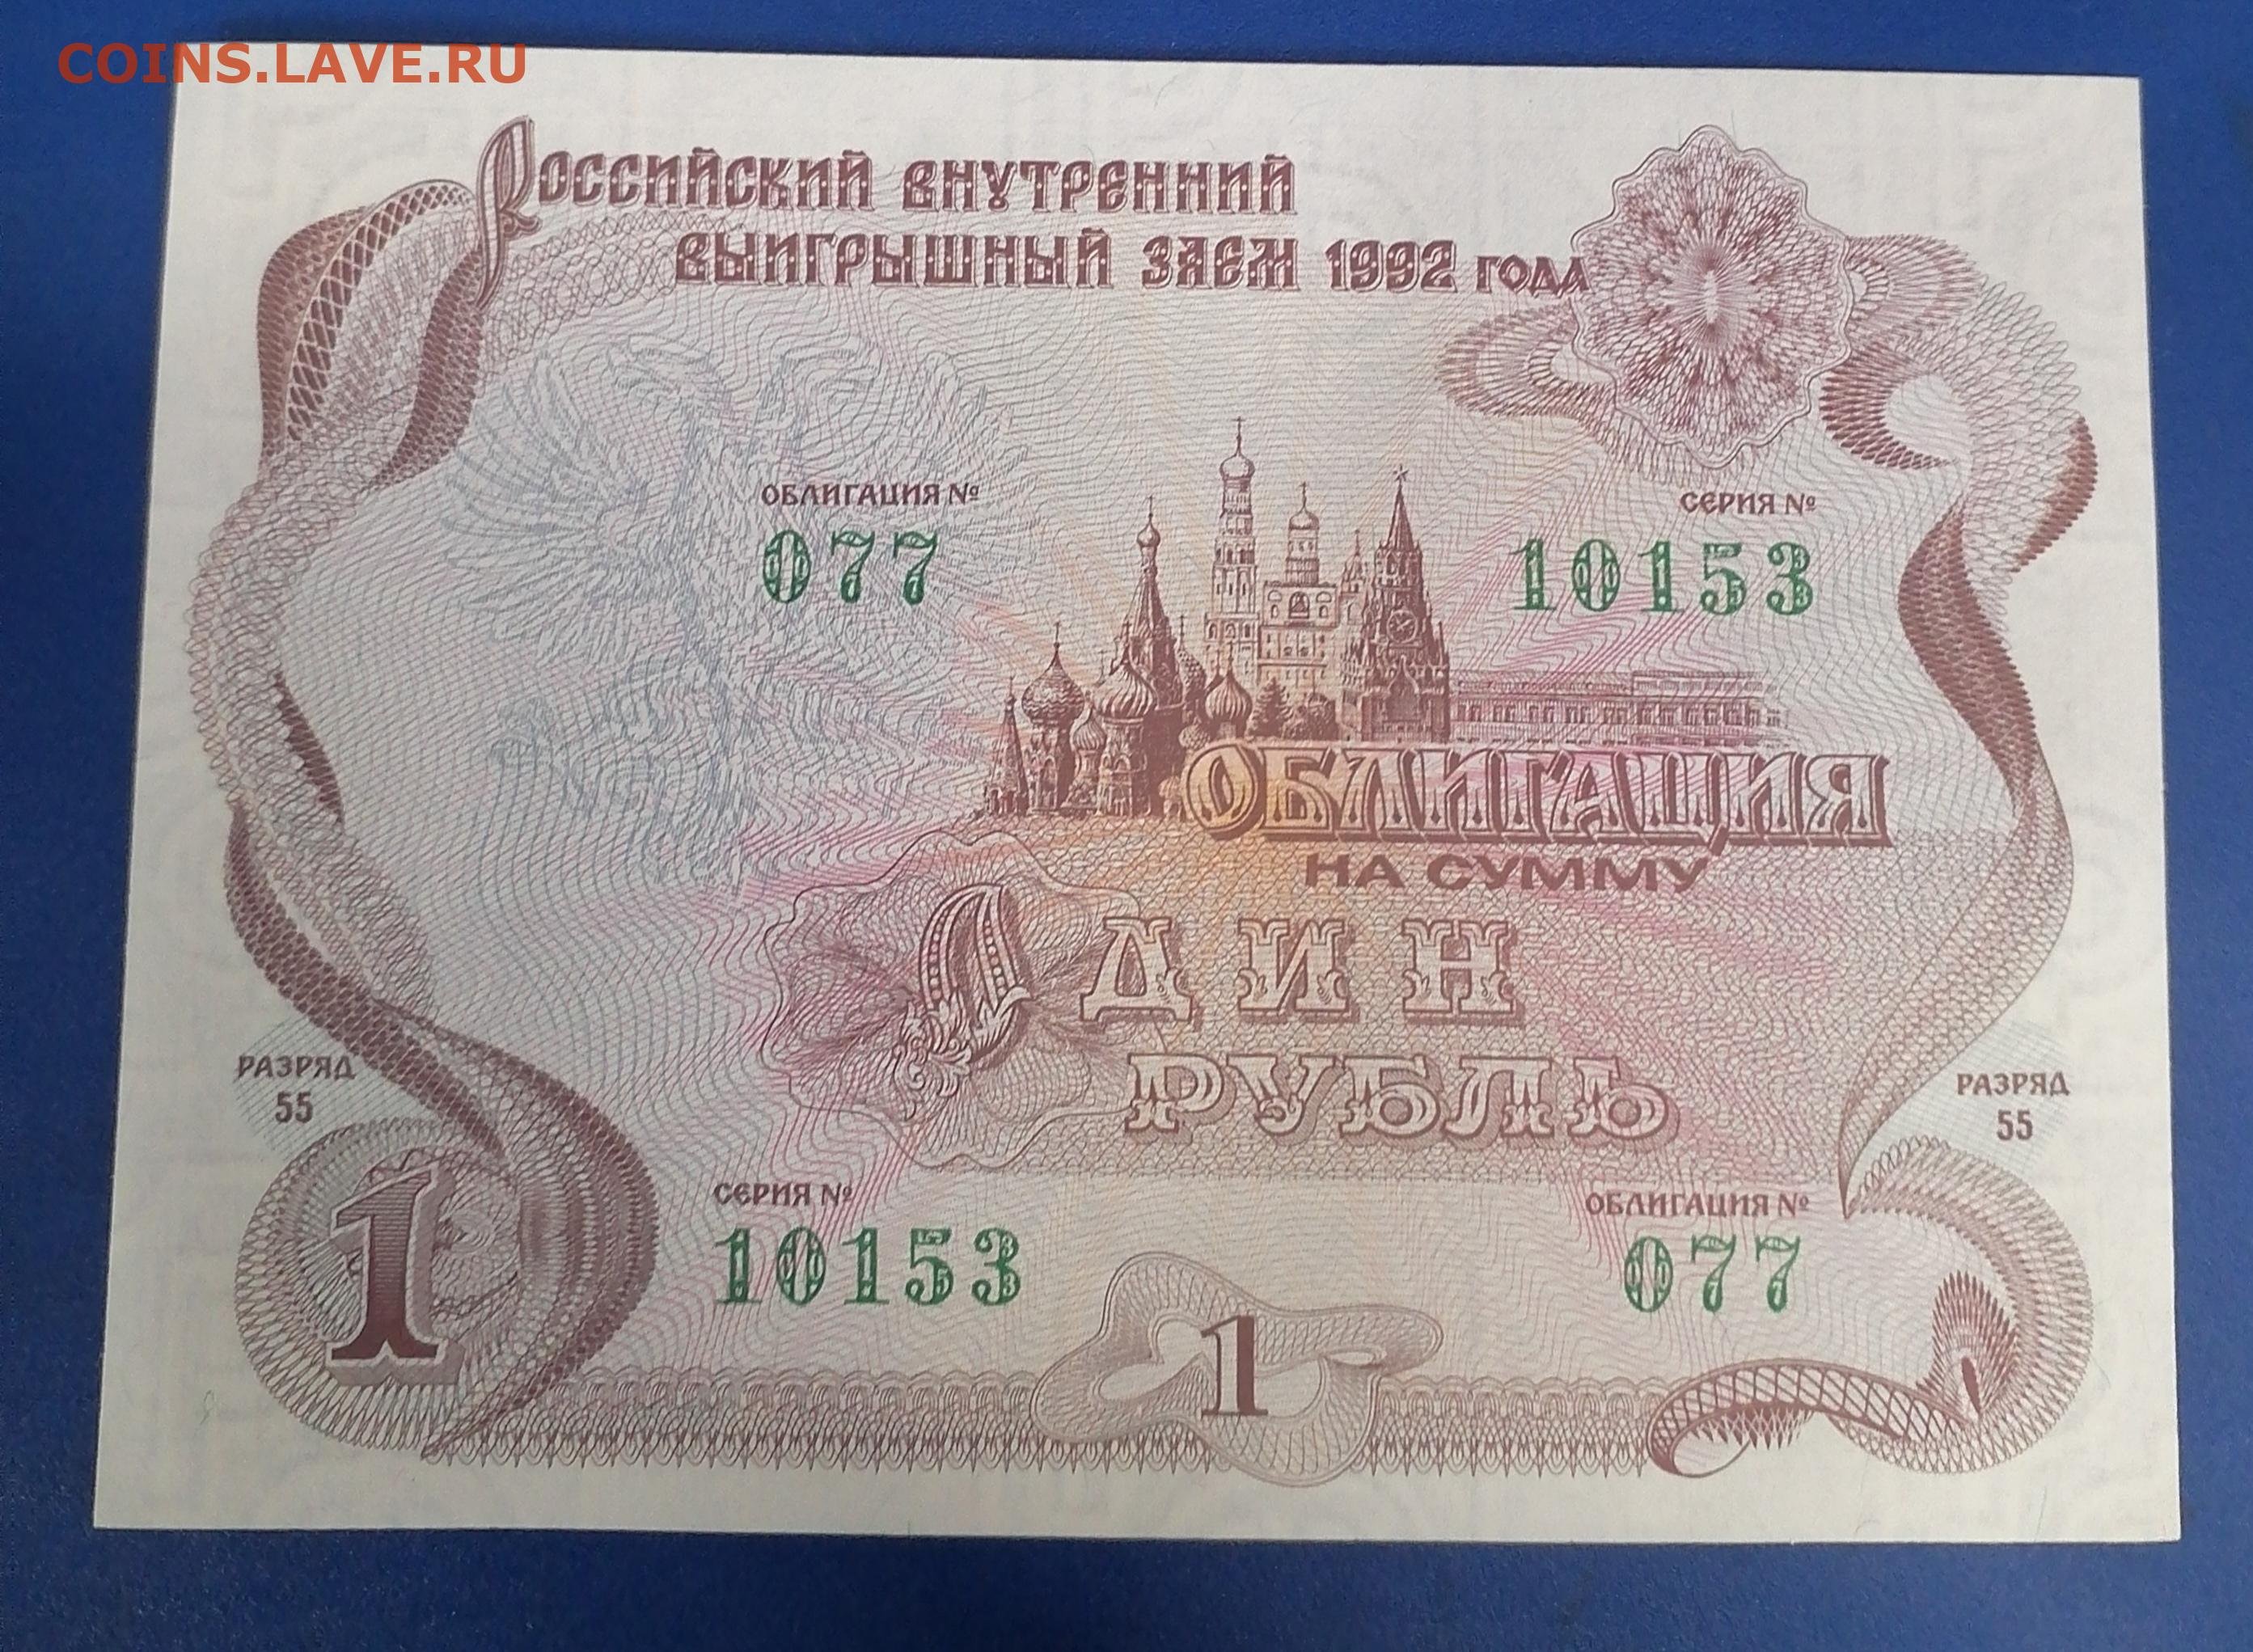 COINS.LAVE.RU
Российский внутренний
выигрышный заем 1992 года
ОБЛИГАЦИЯ № СЕРИЯ №
077 10153
ОБЛИГАЦИЯ
НА СУММУ
ОДИН
РУБЛЬ
РАЗРЯД РАЗРЯД
55 55
СЕРИЯ № ОБЛИГАЦИЯ №
10153 077
1 1